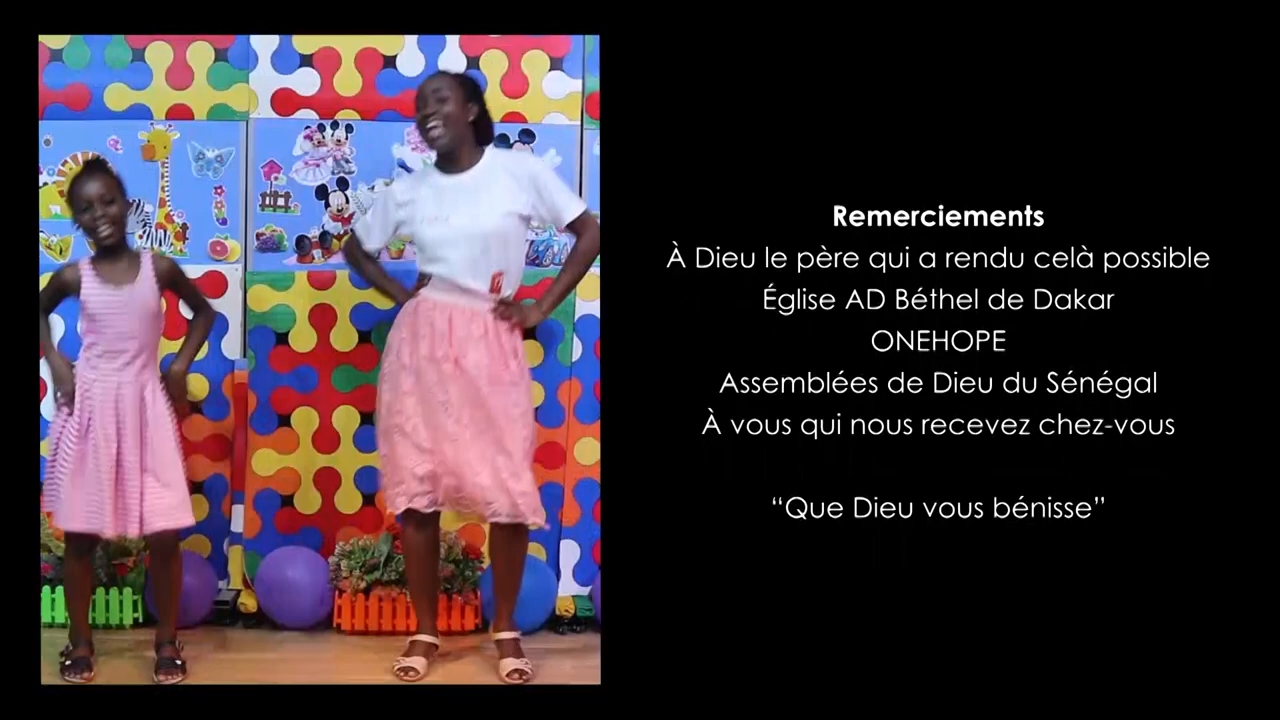 Remerciements
À Dieu le père qui a rendu celà possible
Église AD Béthel de Dakar
ONEHOPE
Assemblées de Dieu du Sénégal
À vous qui nous recevez chez-vous
“Que Dieu vous bénisse”